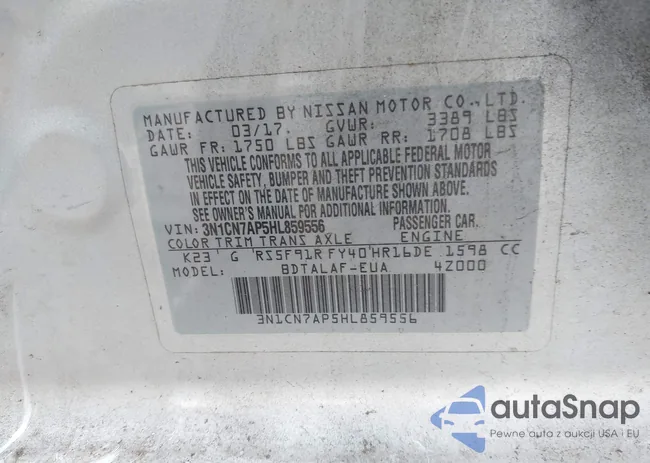 MANUFACTURED BY NISSAN MOTOR CO., LTD.
DATE: 03/17. GVWR: 3389 LBS
GAWR FR: 1750 LBS GAWR RR: 1708 LBS
THIS VEHICLE CONFORMS TO ALL APPLICABLE FEDERAL MOTOR
VEHICLE SAFETY, BUMPER AND THEFT PREVENTION STANDARDS
IN EFFECT ON THE DATE OF MANUFACTURE SHOWN ABOVE.
SEE OWNER'S MANUAL FOR ADDITIONAL INFORMATION.
VIN: 3N1CN7AP5HL859556 PASSENGER CAR.
COLOR TRIM TRANS AXLE ENGINE
K23 G RS5F91R FY40 HR16DE 1598 CC
MODEL: BDTALAF-EUA 4Z000
3N1CN7AP5HL859556
autaSnap
Pewne auta z aukcji USA i EU